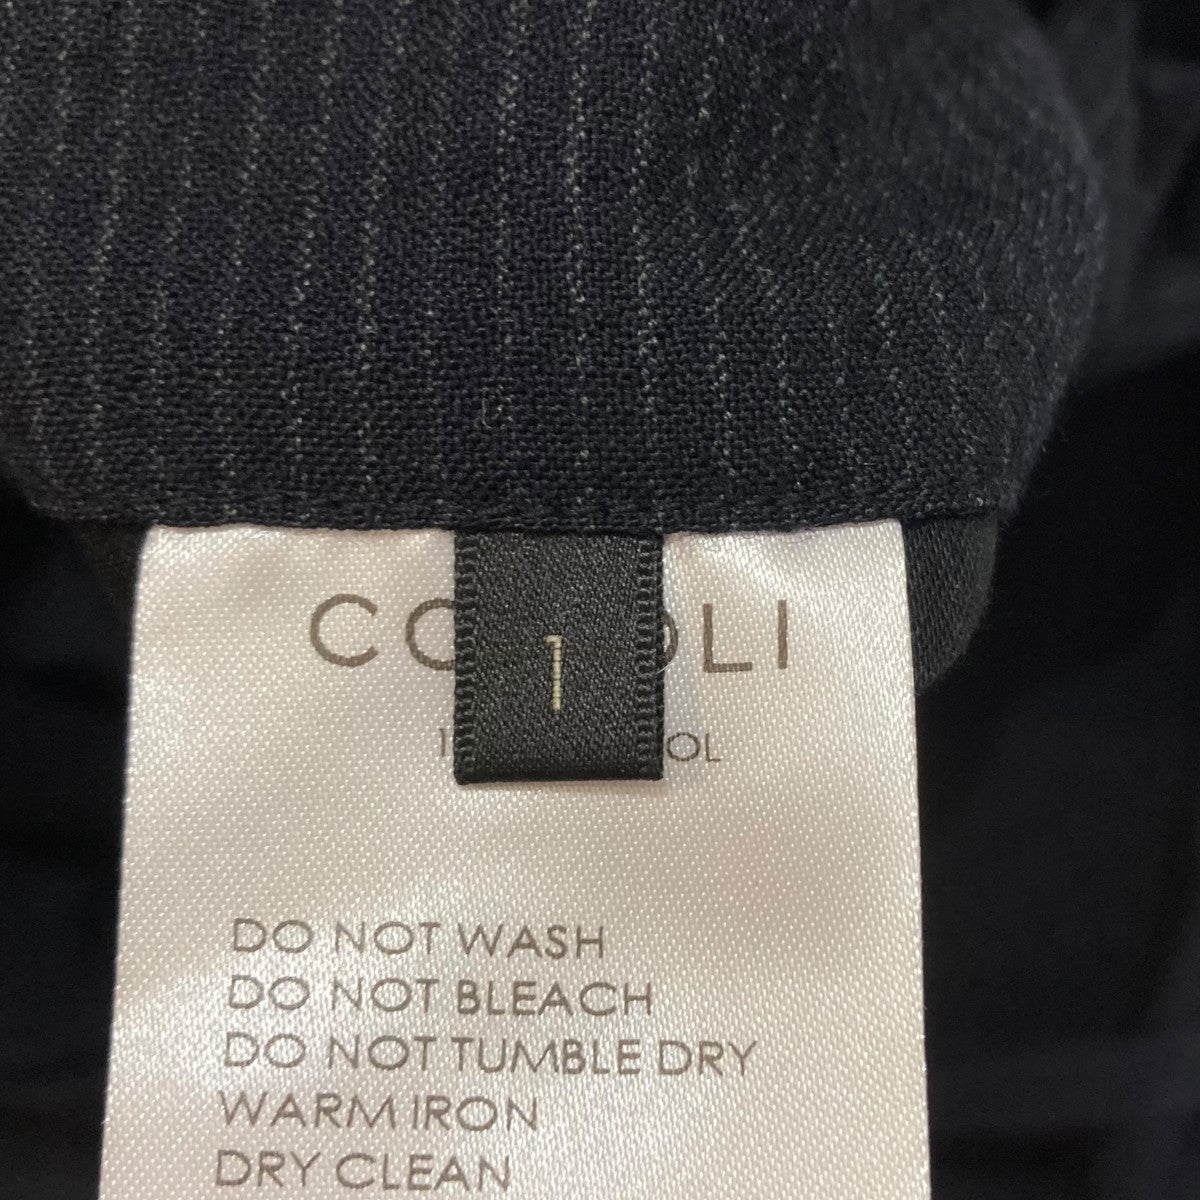 1
DO NOT WASH
DO NOT BLEACH
DO NOT TUMBLE DRY
WARM IRON
DRY CLEAN